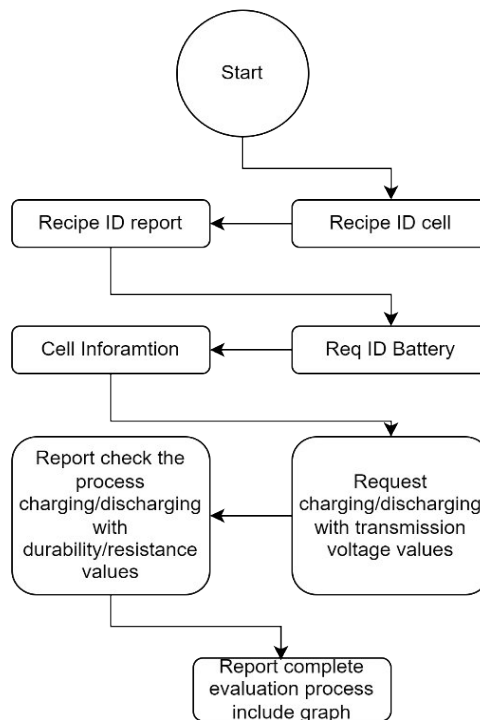 Start
Recipe ID report
Recipe ID cell
Cell Inforamtion
Req ID Battery
Report check the
process
charging/discharging
with
durability/resistance
values
Request
charging/discharging
with transmission
voltage values
Report complete
evaluation process
include graph